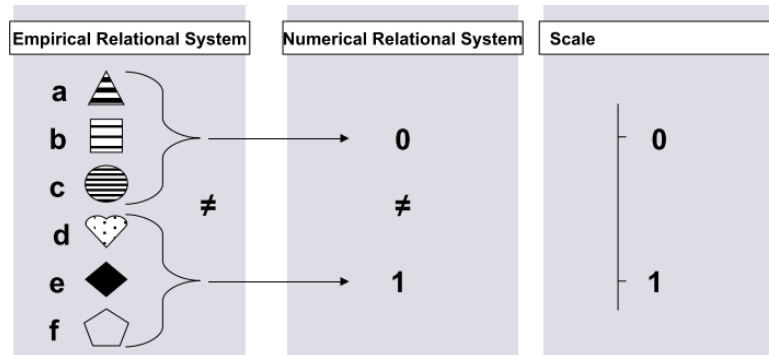 Empirical Relational System
Numerical Relational System
Scale
a
b
c
d
e
f
≠
0
≠
1
0
1